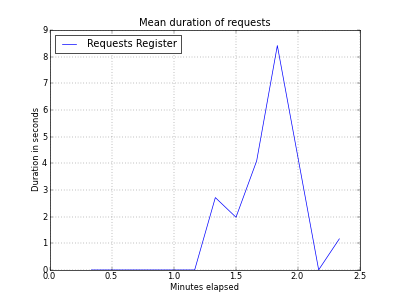 Mean duration of requests
Requests Register
9
8
7
6
5
4
3
2
1
0
Duration in seconds
0.0 0.5 1.0 1.5 2.0 2.5
Minutes elapsed